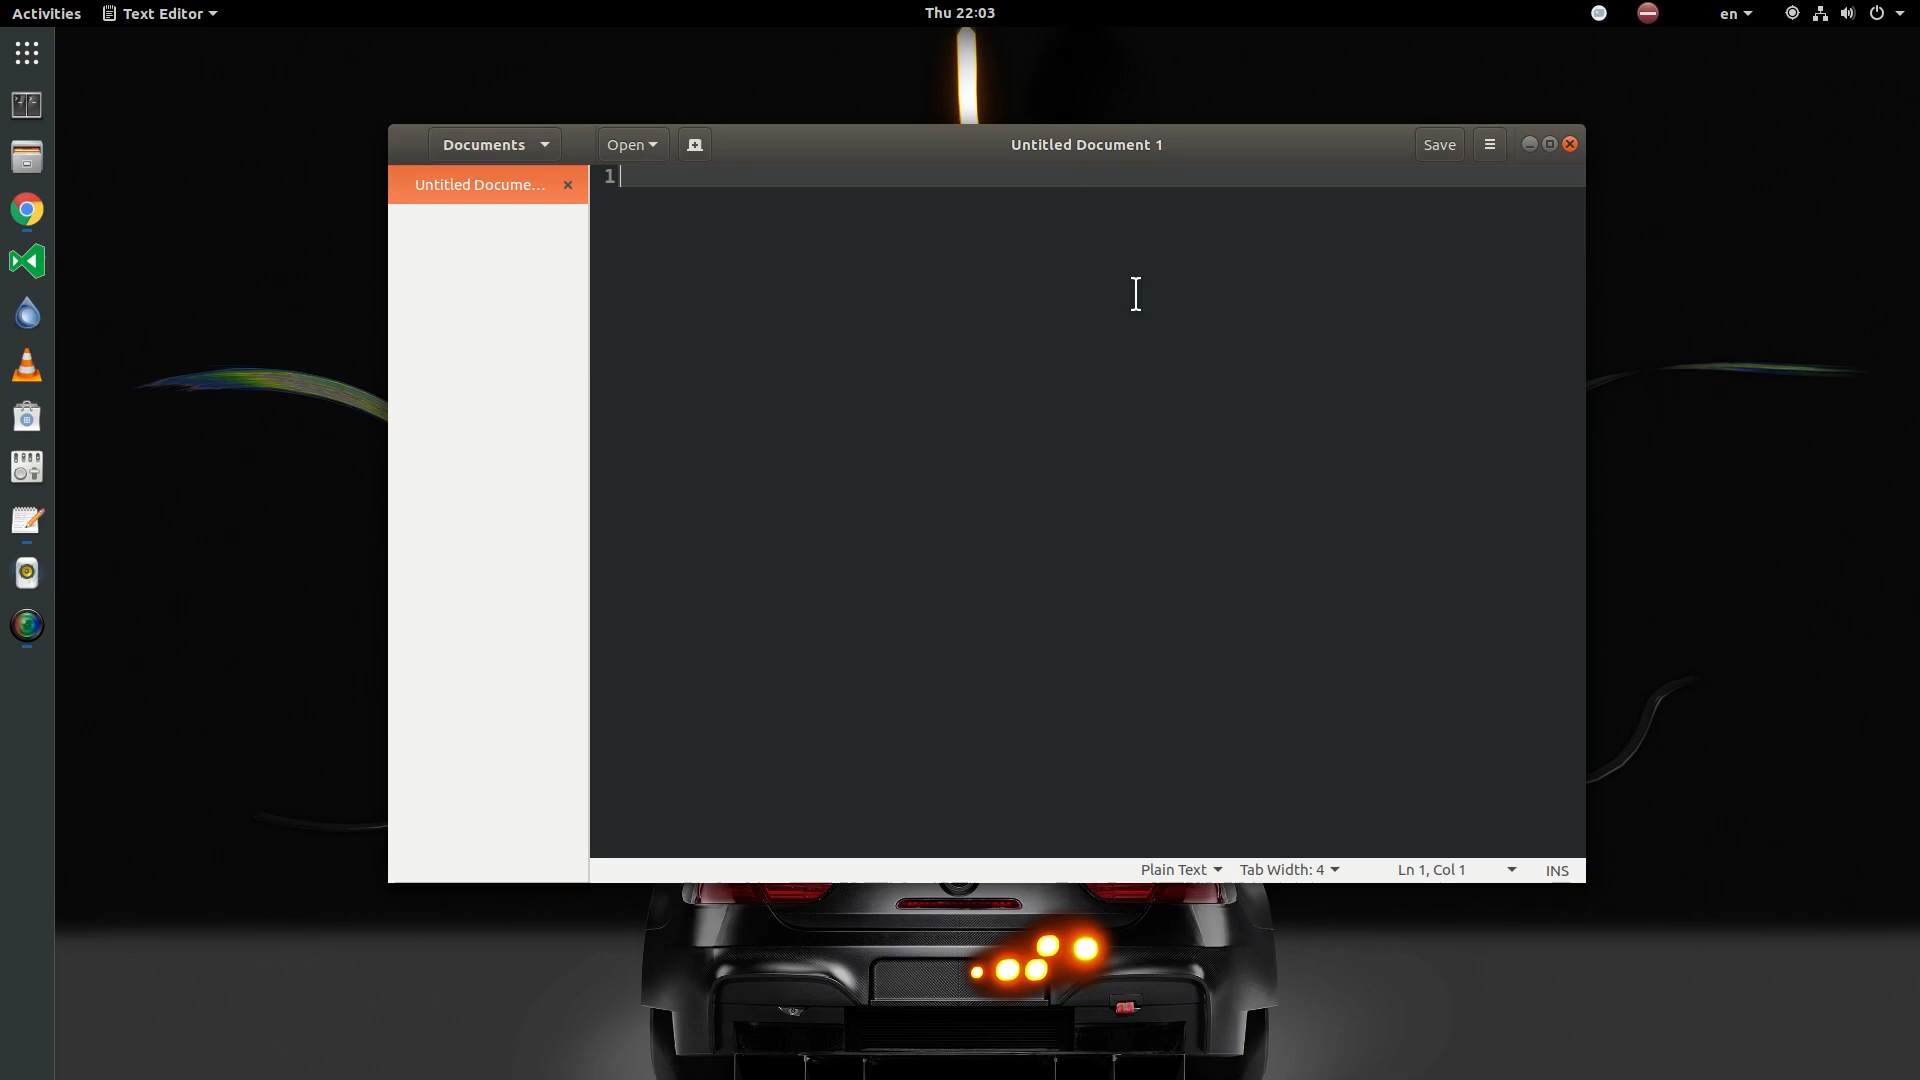 Activities Text Editor Thu 22:03 en
Documents Open Untitled Document 1 Save
Untitled Docume...
1
Plain Text Tab Width: 4 Ln 1, Col 1 INS